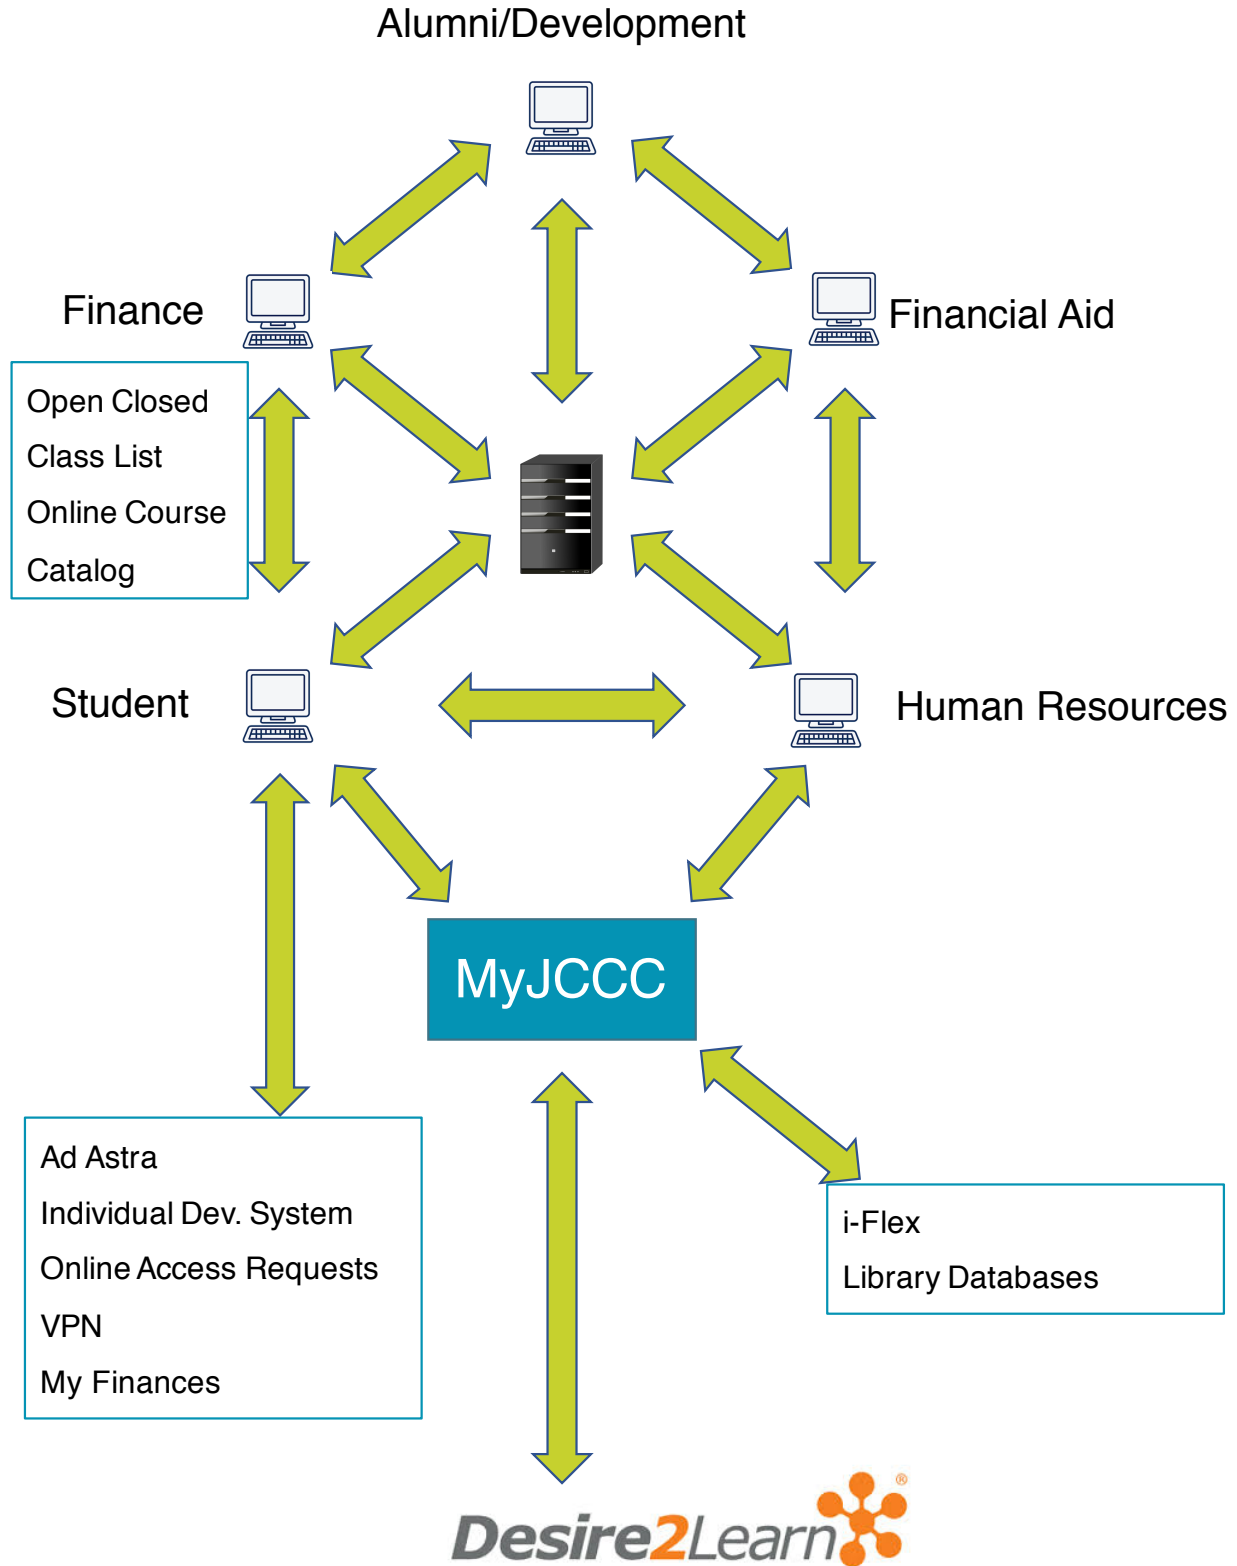 Alumni/Development
Finance
Financial Aid
Open Closed
Class List
Online Course
Catalog
Student
Human Resources
MyJCCC
Ad Astra
Individual Dev. System
Online Access Requests
VPN
My Finances
i-Flex
Library Databases
Desire2Learn®